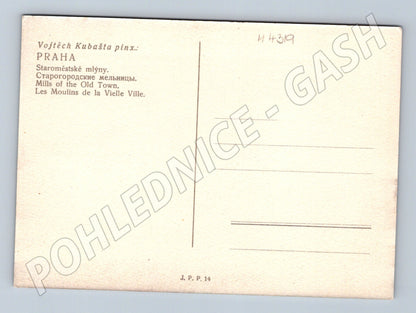 Vojtěch Kubašta pinx.:
PRAHA
Staroměstské mlýny.
Старогородские мельницы.
Mills of the Old Town.
Les Moulins de la Vielle Ville.
н 4319
J. P. P. 14
POHLEDNICE - GASH